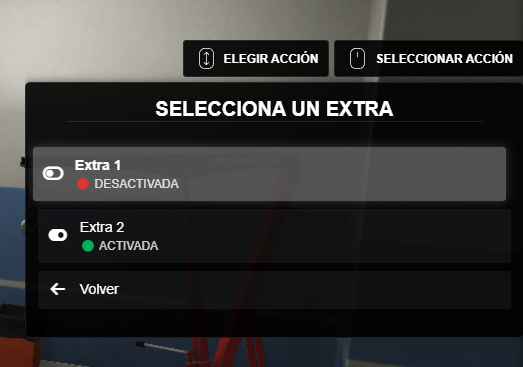 ELEGIR ACCIÓN
SELECCIONAR ACCIÓN
SELECCIONA UN EXTRA
Extra 1
DESACTIVADA
Extra 2
ACTIVADA
Volver